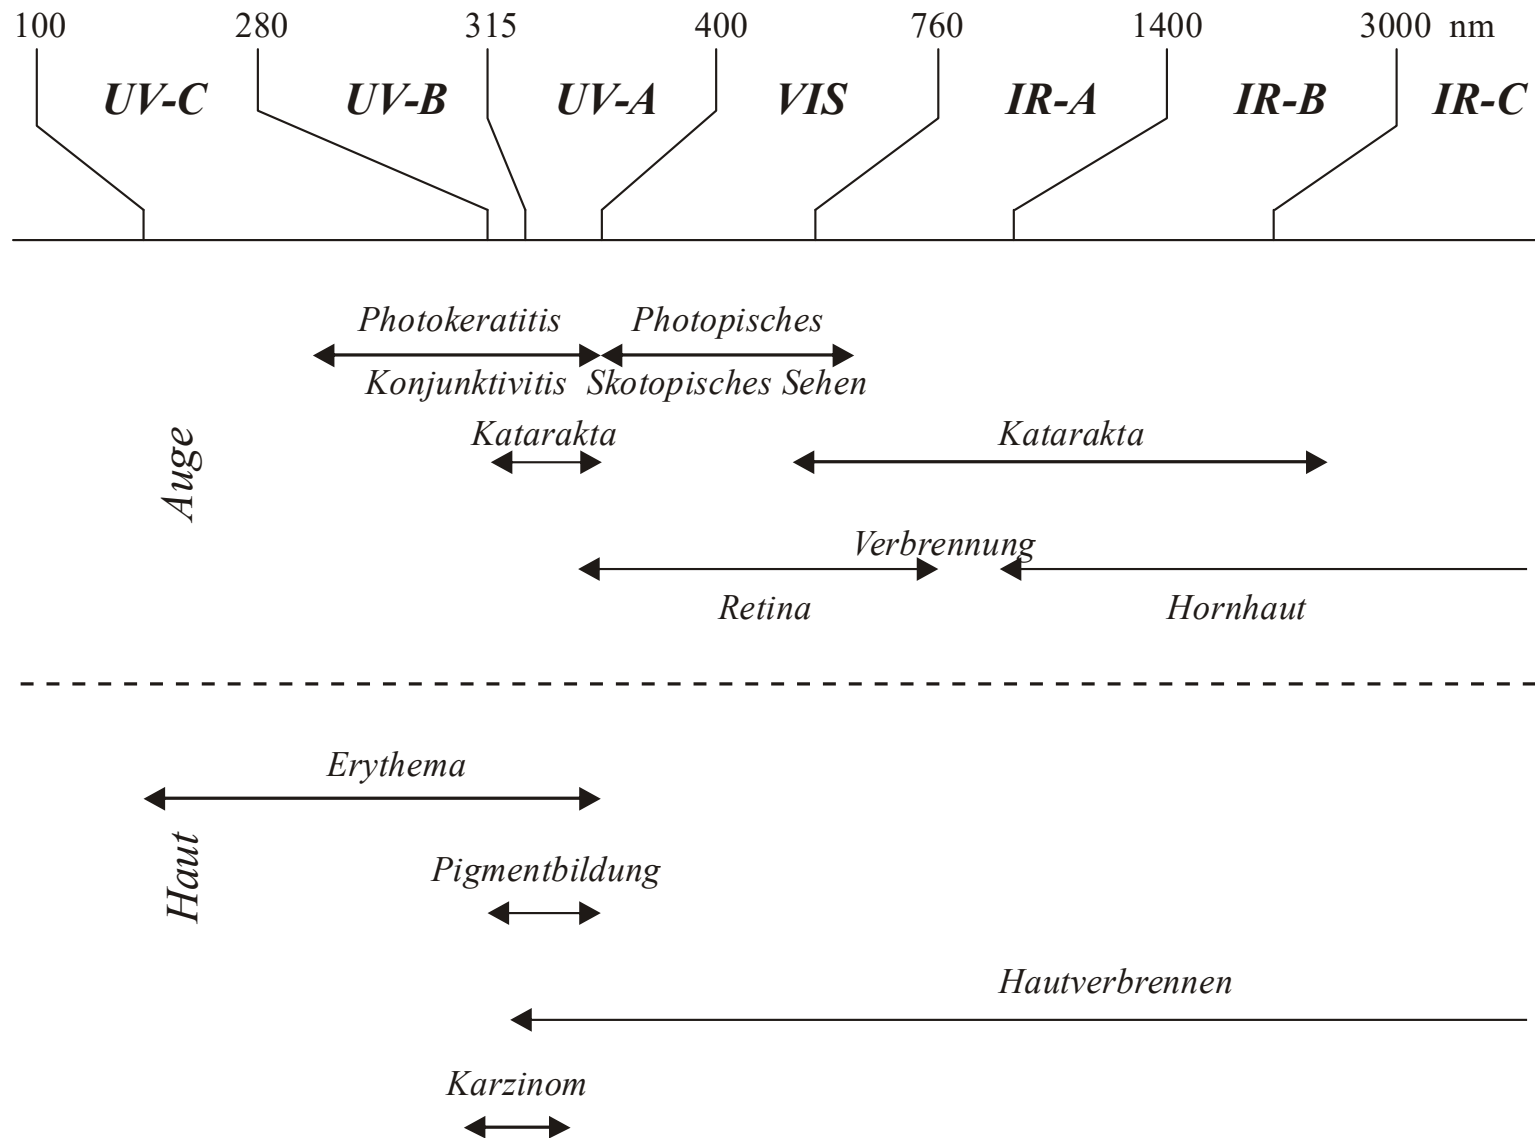 100 280 315 400 760 1400 3000 nm
UV-C UV-B UV-A VIS IR-A IR-B IR-C
Photokeratitis Photopisches
Konjunktivitis Skotopisches Sehen
Katarakta Katarakta
Auge
Verbrennung
Retina Hornhaut
Erythema
Haut
Pigmentbildung
Hautverbrennen
Karzinom